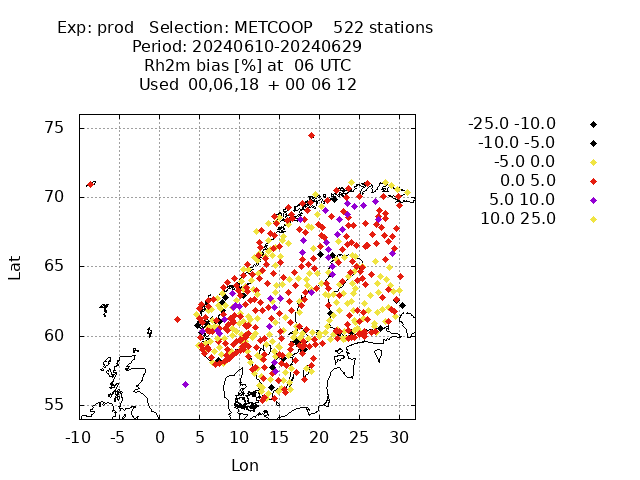 Exp: prod   Selection: METCOOP    522 stations
Period: 20240610-20240629
Rh2m bias [%] at  06 UTC
Used  00,06,18  + 00 06 12
-25.0 -10.0
-10.0 -5.0
-5.0 0.0
0.0 5.0
5.0 10.0
10.0 25.0
75
70
65
60
55
Lat
-10 -5 0 5 10 15 20 25 30
Lon